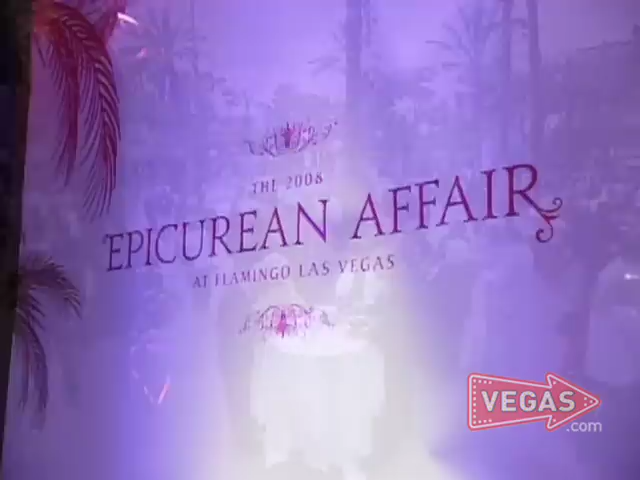 THE 2008
EPICUREAN AFFAIR
AT FLAMINGO LAS VEGAS
VEGAS
.com